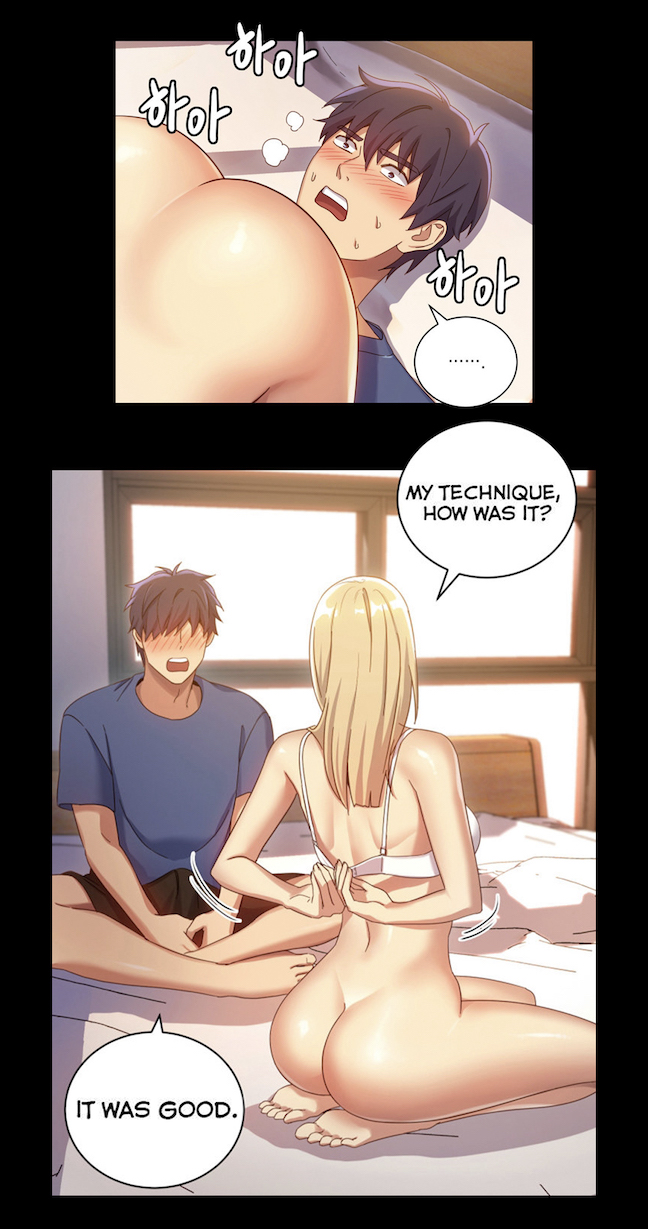 하아
하아
하아
.......
MY TECHNIQUE,
HOW WAS IT?
IT WAS GOOD.